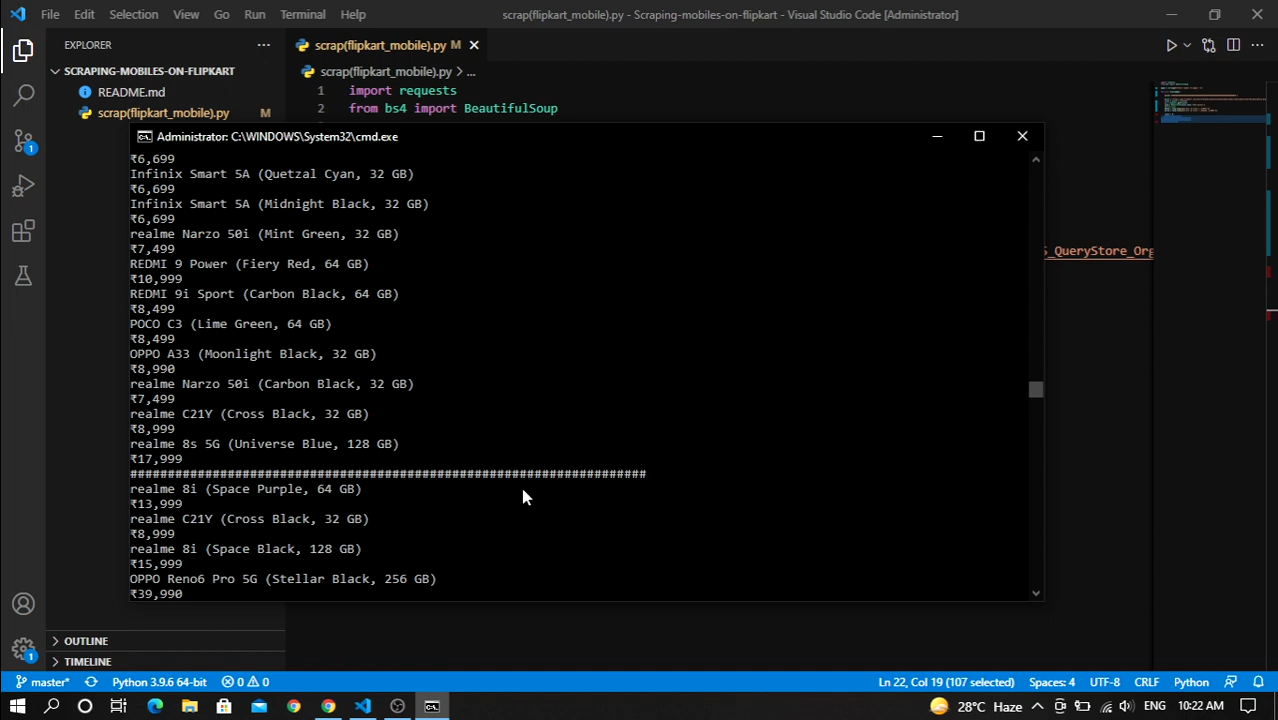 File Edit Selection View Go Run Terminal Help
scrap(flipkart_mobile).py - Scraping-mobiles-on-flipkart - Visual Studio Code [Administrator]
EXPLORER
scrap(flipkart_mobile).py M
SCRAPING-MOBILES-ON-FLIPKART
scrap(flipkart_mobile).py > ...
README.md
1 import requests
scrap(flipkart_mobile).py M
2 from bs4 import BeautifulSoup
Administrator: C:\WINDOWS\System32\cmd.exe
₹6,699
Infinix Smart 5A (Quetzal Cyan, 32 GB)
₹6,699
Infinix Smart 5A (Midnight Black, 32 GB)
₹6,699
realme Narzo 50i (Mint Green, 32 GB)
₹7,499
S_QueryStore_Org
REDMI 9 Power (Fiery Red, 64 GB)
₹10,999
REDMI 9i Sport (Carbon Black, 64 GB)
₹8,499
POCO C3 (Lime Green, 64 GB)
₹8,499
OPPO A33 (Moonlight Black, 32 GB)
₹8,990
realme Narzo 50i (Carbon Black, 32 GB)
₹7,499
realme C21Y (Cross Black, 32 GB)
₹8,999
realme 8s 5G (Universe Blue, 128 GB)
₹17,999
#####################################################################
realme 8i (Space Purple, 64 GB)
₹13,999
realme C21Y (Cross Black, 32 GB)
₹8,999
realme 8i (Space Black, 128 GB)
₹15,999
OPPO Reno6 Pro 5G (Stellar Black, 256 GB)
₹39,990
OUTLINE
TIMELINE
1
1
master* Python 3.9.6 64-bit 0 0 Ln 22, Col 19 (107 selected) Spaces: 4 UTF-8 CRLF Python
28°C Haze ENG 10:22 AM